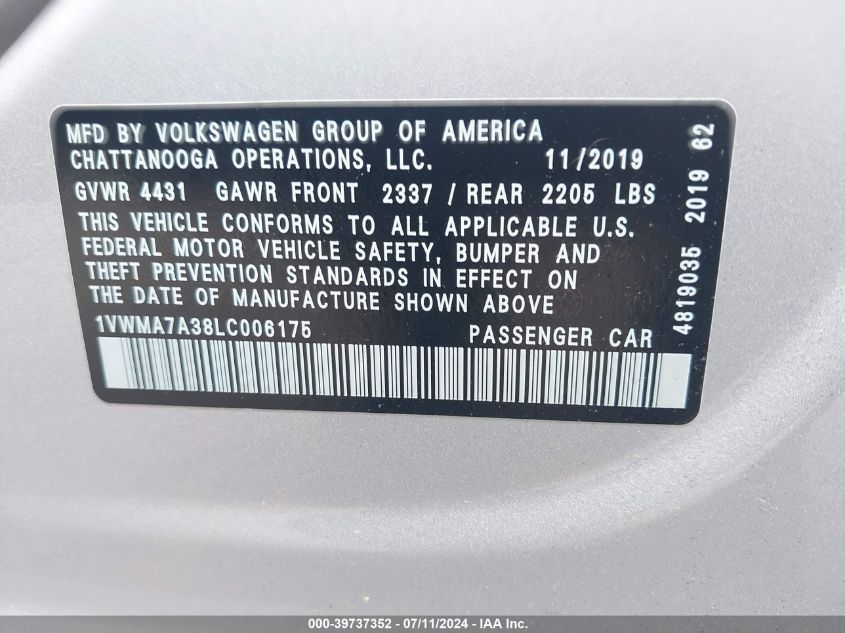 MFD BY VOLKSWAGEN GROUP OF AMERICA
CHATTANOOGA OPERATIONS, LLC. 11/2019
GVWR 4431 GAWR FRONT 2337 / REAR 2205 LBS
THIS VEHICLE CONFORMS TO ALL APPLICABLE U.S.
FEDERAL MOTOR VEHICLE SAFETY, BUMPER AND
THEFT PREVENTION STANDARDS IN EFFECT ON
THE DATE OF MANUFACTURE SHOWN ABOVE
1VWMA7A38LC006175 PASSENGER CAR
4819035 2019 62
000-39737352 - 07/11/2024 - IAA Inc.